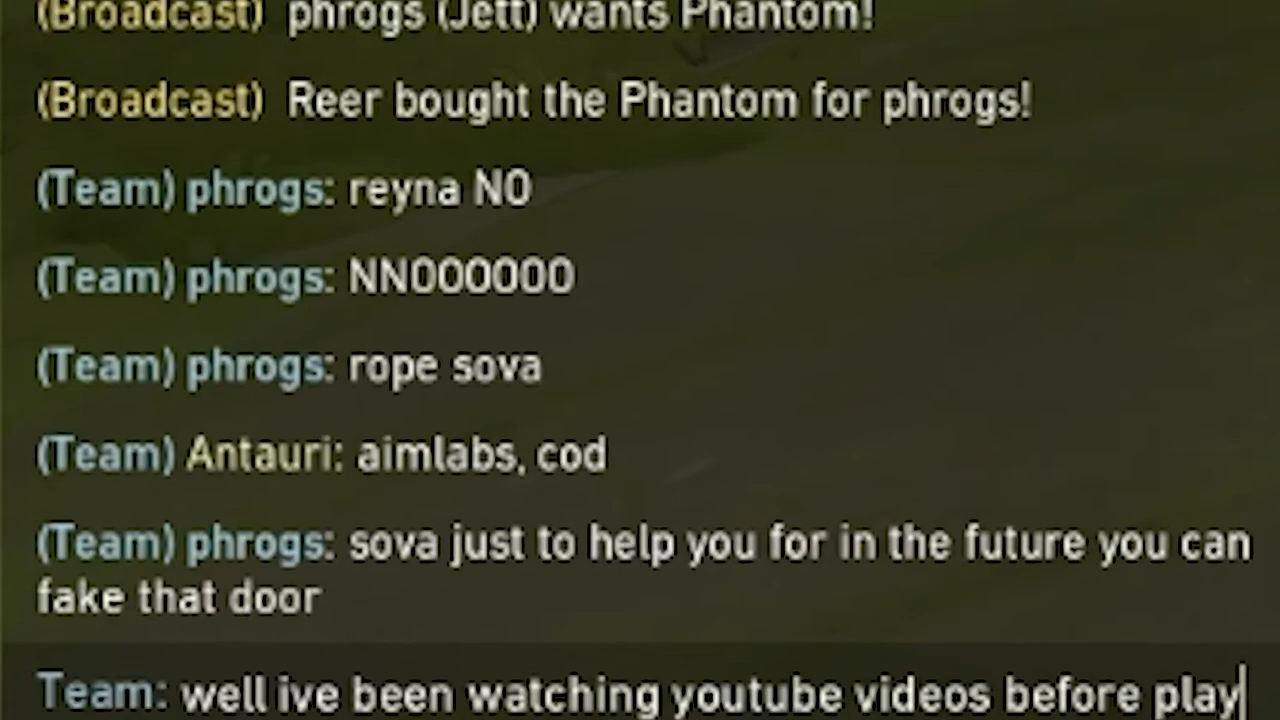 (Broadcast) phrogs (Jett) wants Phantom!
(Broadcast) Reer bought the Phantom for phrogs!
(Team) phrogs: reyna NO
(Team) phrogs: NNOOOOOO
(Team) phrogs: rope sova
(Team) Antauri: aimlabs, cod
(Team) phrogs: sova just to help you for in the future you can
fake that door
Team: well ive been watching youtube videos before play